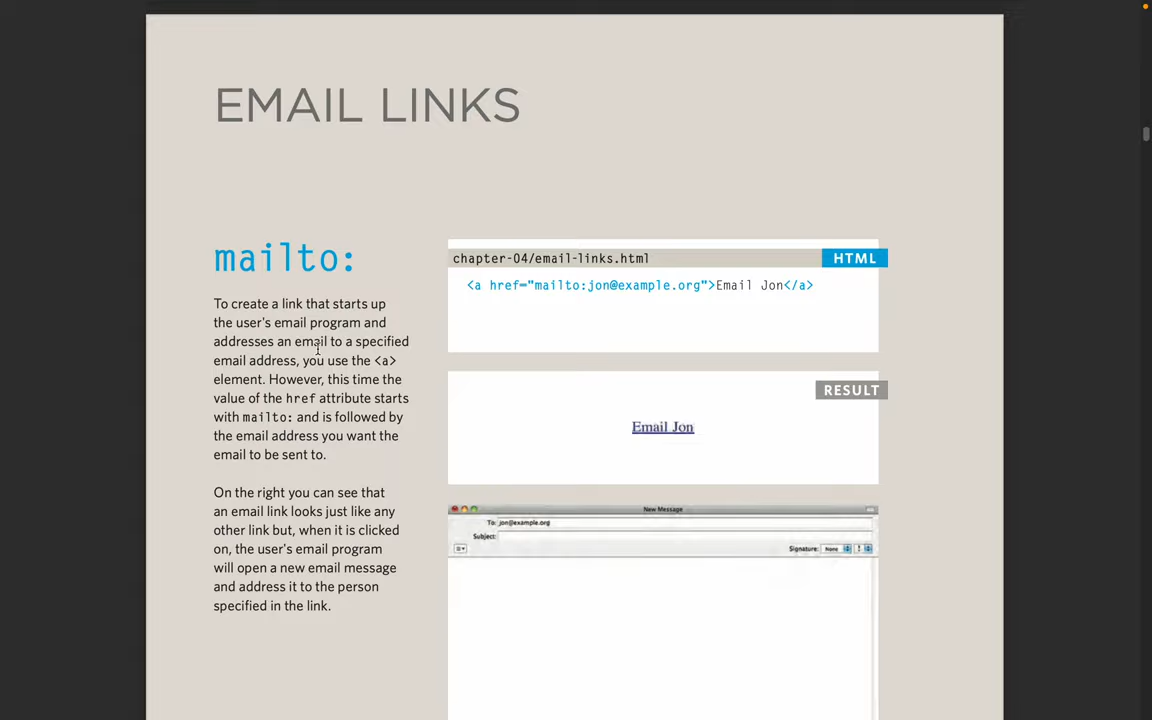 EMAIL LINKS
mailto:
To create a link that starts up
the user's email program and
addresses an email to a specified
email address, you use the <a>
element. However, this time the
value of the href attribute starts
with mailto: and is followed by
the email address you want the
email to be sent to.
On the right you can see that
an email link looks just like any
other link but, when it is clicked
on, the user's email program
will open a new email message
and address it to the person
specified in the link.
chapter-04/email-links.html
HTML
<a href="mailto:jon@example.org">Email Jon</a>
RESULT
Email Jon
New Message
To: jon@example.org
Subject:
Signature: None